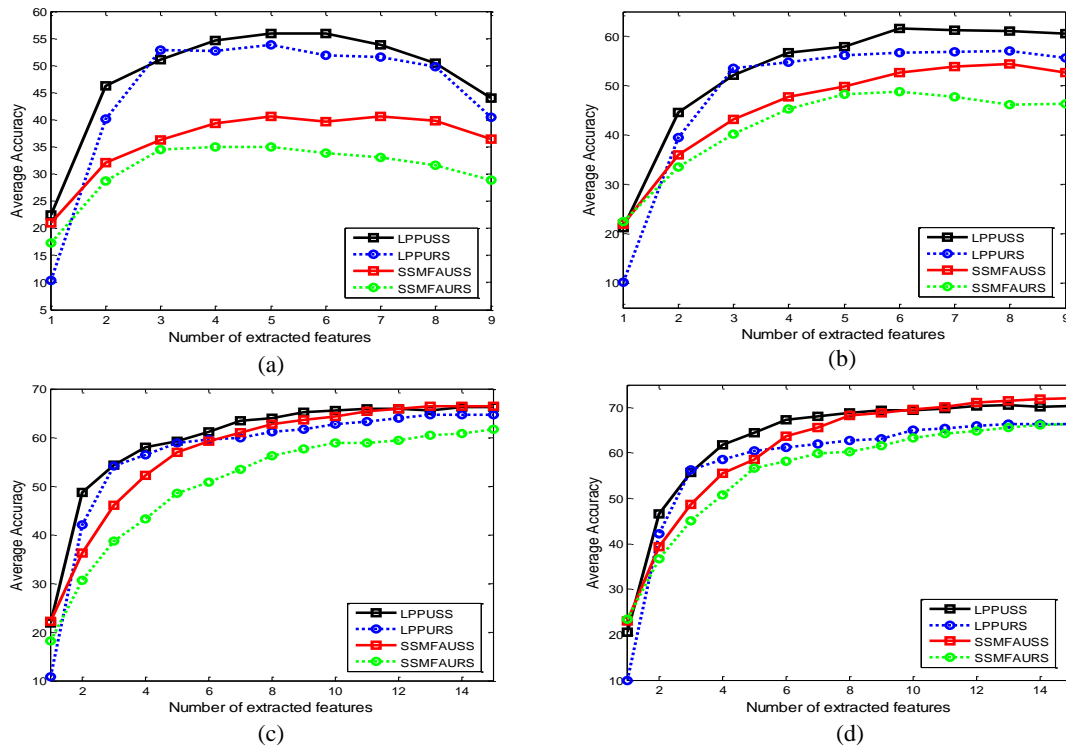 60
55
50
45
40
35
30
25
20
15
10
5
Average Accuracy
1 2 3 4 5 6 7 8 9
Number of extracted features
LPPUSS
LPPURS
SSMFAUSS
SSMFAURS
(a)
60
50
40
30
20
10
Average Accuracy
1 2 3 4 5 6 7 8 9
Number of extracted features
LPPUSS
LPPURS
SSMFAUSS
SSMFAURS
(b)
70
60
50
40
30
20
10
Average Accuracy
2 4 6 8 10 12 14
Number of extracted features
LPPUSS
LPPURS
SSMFAUSS
SSMFAURS
(c)
70
60
50
40
30
20
10
Average Accuracy
2 4 6 8 10 12 14
Number of extracted features
LPPUSS
LPPURS
SSMFAUSS
SSMFAURS
(d)